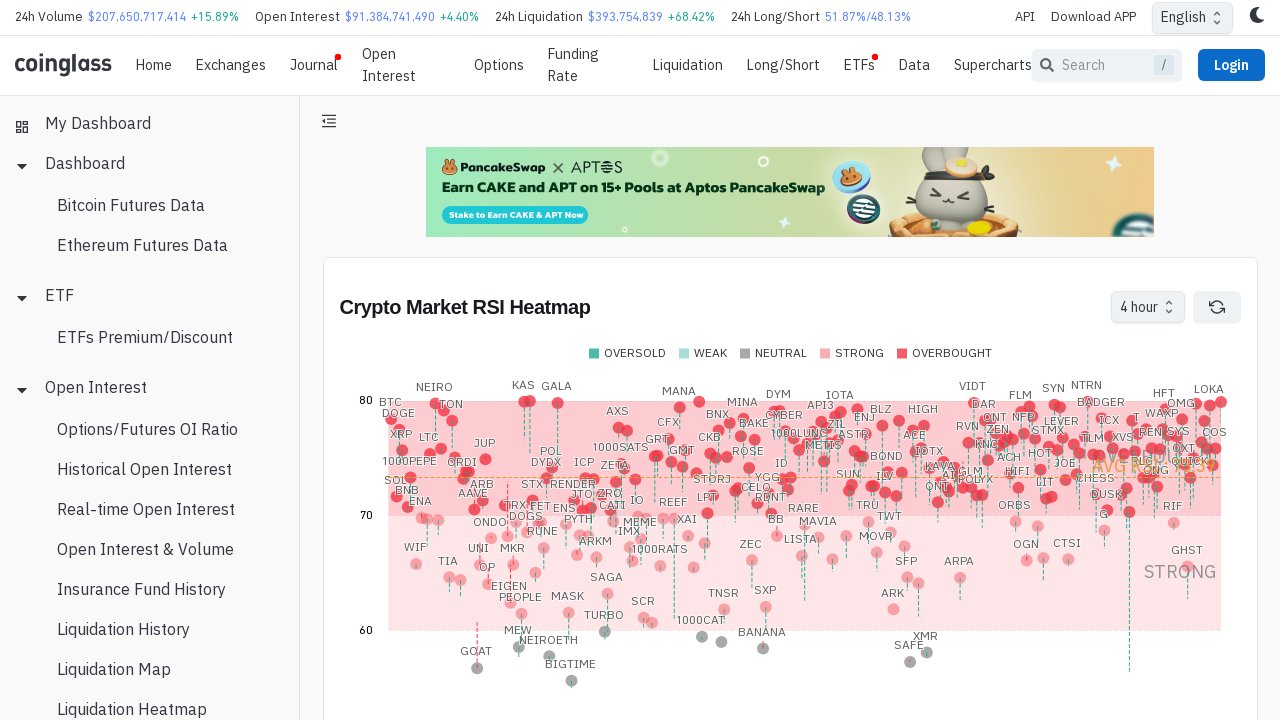 24h Volume $207,650,717,414 +15.89% Open Interest $91,384,741,490 +4.40% 24h Liquidation $393,754,839 +68.42% 24h Long/Short 51.87%/48.13% API Download APP English
coinglass Home Exchanges Journal Open Interest Options Funding Rate Liquidation Long/Short ETFs Data Supercharts Search / Login
My Dashboard
Dashboard
Bitcoin Futures Data
Ethereum Futures Data
ETF
ETFs Premium/Discount
Open Interest
Options/Futures OI Ratio
Historical Open Interest
Real-time Open Interest
Open Interest & Volume
Insurance Fund History
Liquidation History
Liquidation Map
Liquidation Heatmap
PancakeSwap X APTOS
Earn CAKE and APT on 15+ Pools at Aptos PancakeSwap
Stake to Earn CAKE & APT Now
Crypto Market RSI Heatmap
4 hour
OVERSOLD WEAK NEUTRAL STRONG OVERBOUGHT
80
70
60
BTC NEIRO KAS GALA MANA DYM IOTA VIDT FLM SYN NTRN HFT LOKA
DOGE TON AXS CFX BNX MINA CYBER API3 ENJ BLZ HIGH DAR QNT NFP LEVER BADGER ICX T WAXP OMG
XRP LTC JUP 1000SATS GRT CKB BAKE 1000LUNC ZIL ASTR ACE RVN ZEN STMX TLM XVS REN SYS COS
1000PEPE CRDI POL DYDX ICP ZETA GMT ROSE ID METIS BOND IOTX KNC ACH HOT JOE OXT QUICK
SOL BNB ENA AAVE ARB STX RENDER JTO ZRO STORJ YGG CELO SUN JLV KAVA GLM POLYX HIFI LIT CHESS ONG
TRX FET ENS CATI IO REEF LPT RDNT RARE TRU ONT ORBS DUSK RIF
ONDO DOGS RUNE PYTH IMX MEME XAI BB MAVIA TWT G
WIF UNI MKR ARKM 1000RATS ZEC LISTA MOVR OGN CTSI GHST
TIA OP SAGA SFP ARPA STRONG
EIGEN PEOPLE MASK SCR TNSR SXP ARK
MEW TURBO 1000CAT BANANA XMR
GOAT NEIROETH SAFE
BIGTIME